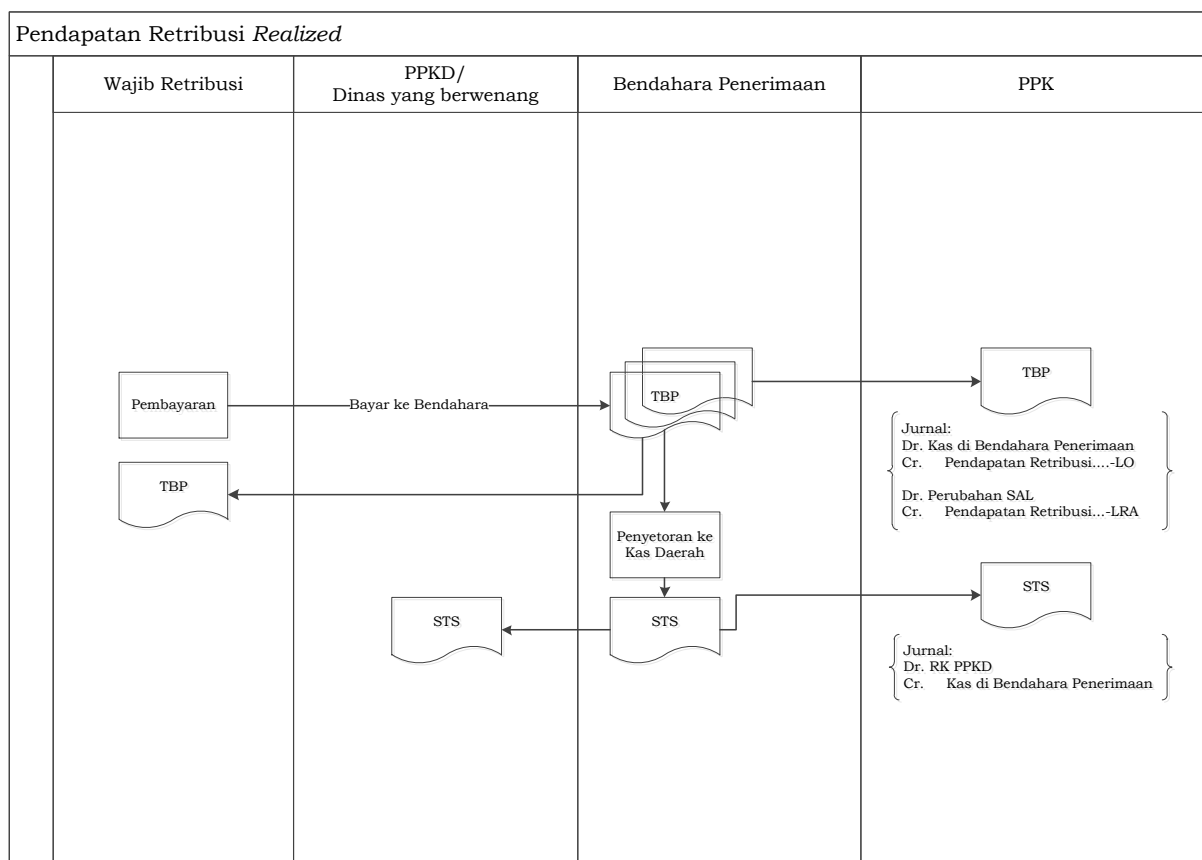 Pendapatan Retribusi Realized
Wajib Retribusi
PPKD/
Dinas yang berwenang
Bendahara Penerimaan
PPK
Pembayaran
Bayar ke Bendahara
TBP
TBP
Jurnal:
Dr. Kas di Bendahara Penerimaan
Cr. Pendapatan Retribusi....-LO
Dr. Perubahan SAL
Cr. Pendapatan Retribusi...-LRA
TBP
Penyetoran ke
Kas Daerah
STS
STS
STS
Jurnal:
Dr. RK PPKD
Cr. Kas di Bendahara Penerimaan